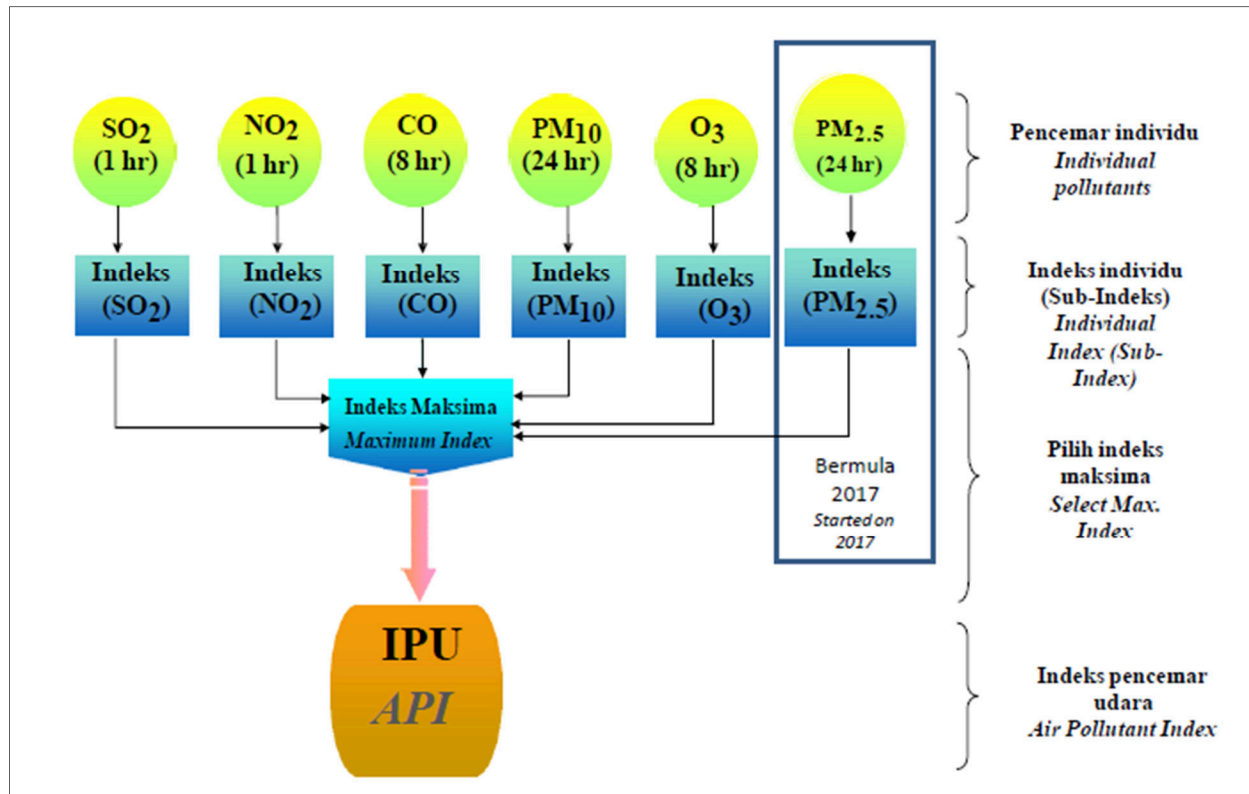 SO2
(1 hr)
NO2
(1 hr)
CO
(8 hr)
PM10
(24 hr)
O3
(8 hr)
PM2.5
(24 hr)
Pencemar individu
Individual
pollutants
Indeks
(SO2)
Indeks
(NO2)
Indeks
(CO)
Indeks
(PM10)
Indeks
(O3)
Indeks
(PM2.5)
Indeks individu
(Sub-Indeks)
Individual
Index (Sub-
Index)
Indeks Maksima
Maximum Index
Bermula
2017
Started on
2017
Pilih indeks
maksima
Select Max.
Index
IPU
API
Indeks pencemar
udara
Air Pollutant Index